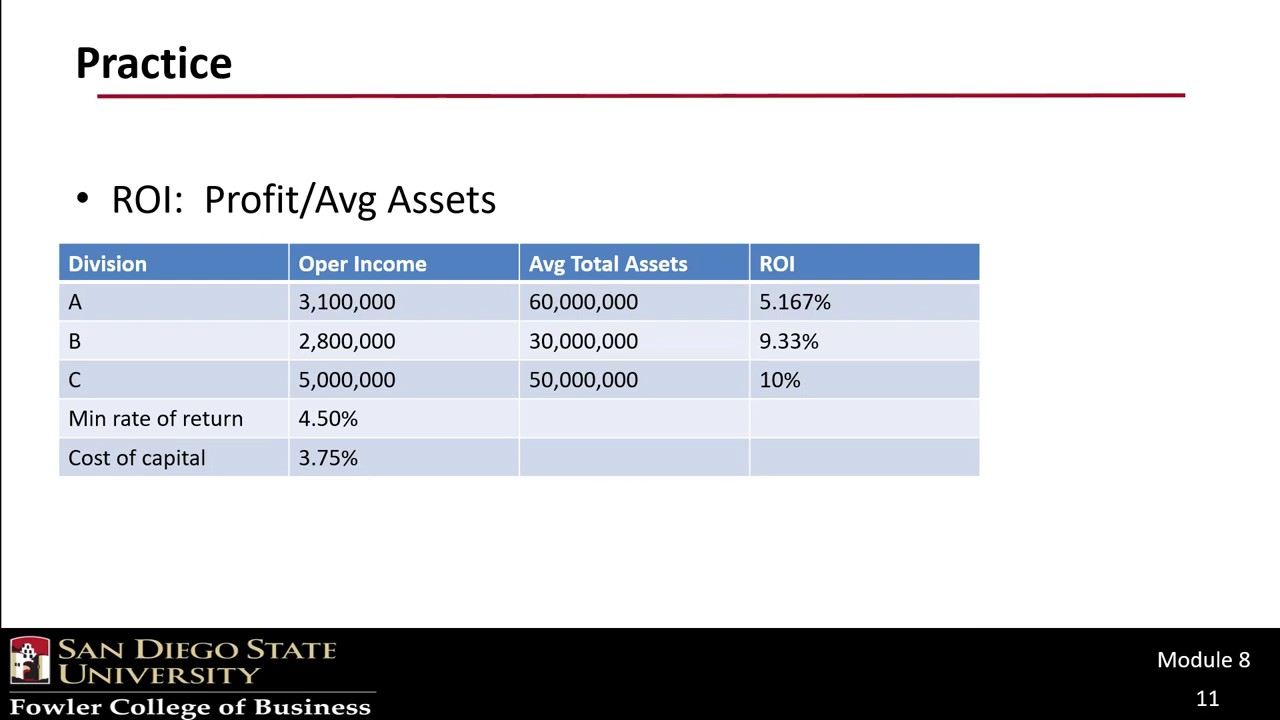 Practice
• ROI: Profit/Avg Assets
Division Oper Income Avg Total Assets ROI
A 3,100,000 60,000,000 5.167%
B 2,800,000 30,000,000 9.33%
C 5,000,000 50,000,000 10%
Min rate of return 4.50%
Cost of capital 3.75%
SAN DIEGO STATE
UNIVERSITY
Fowler College of Business
Module 8
11